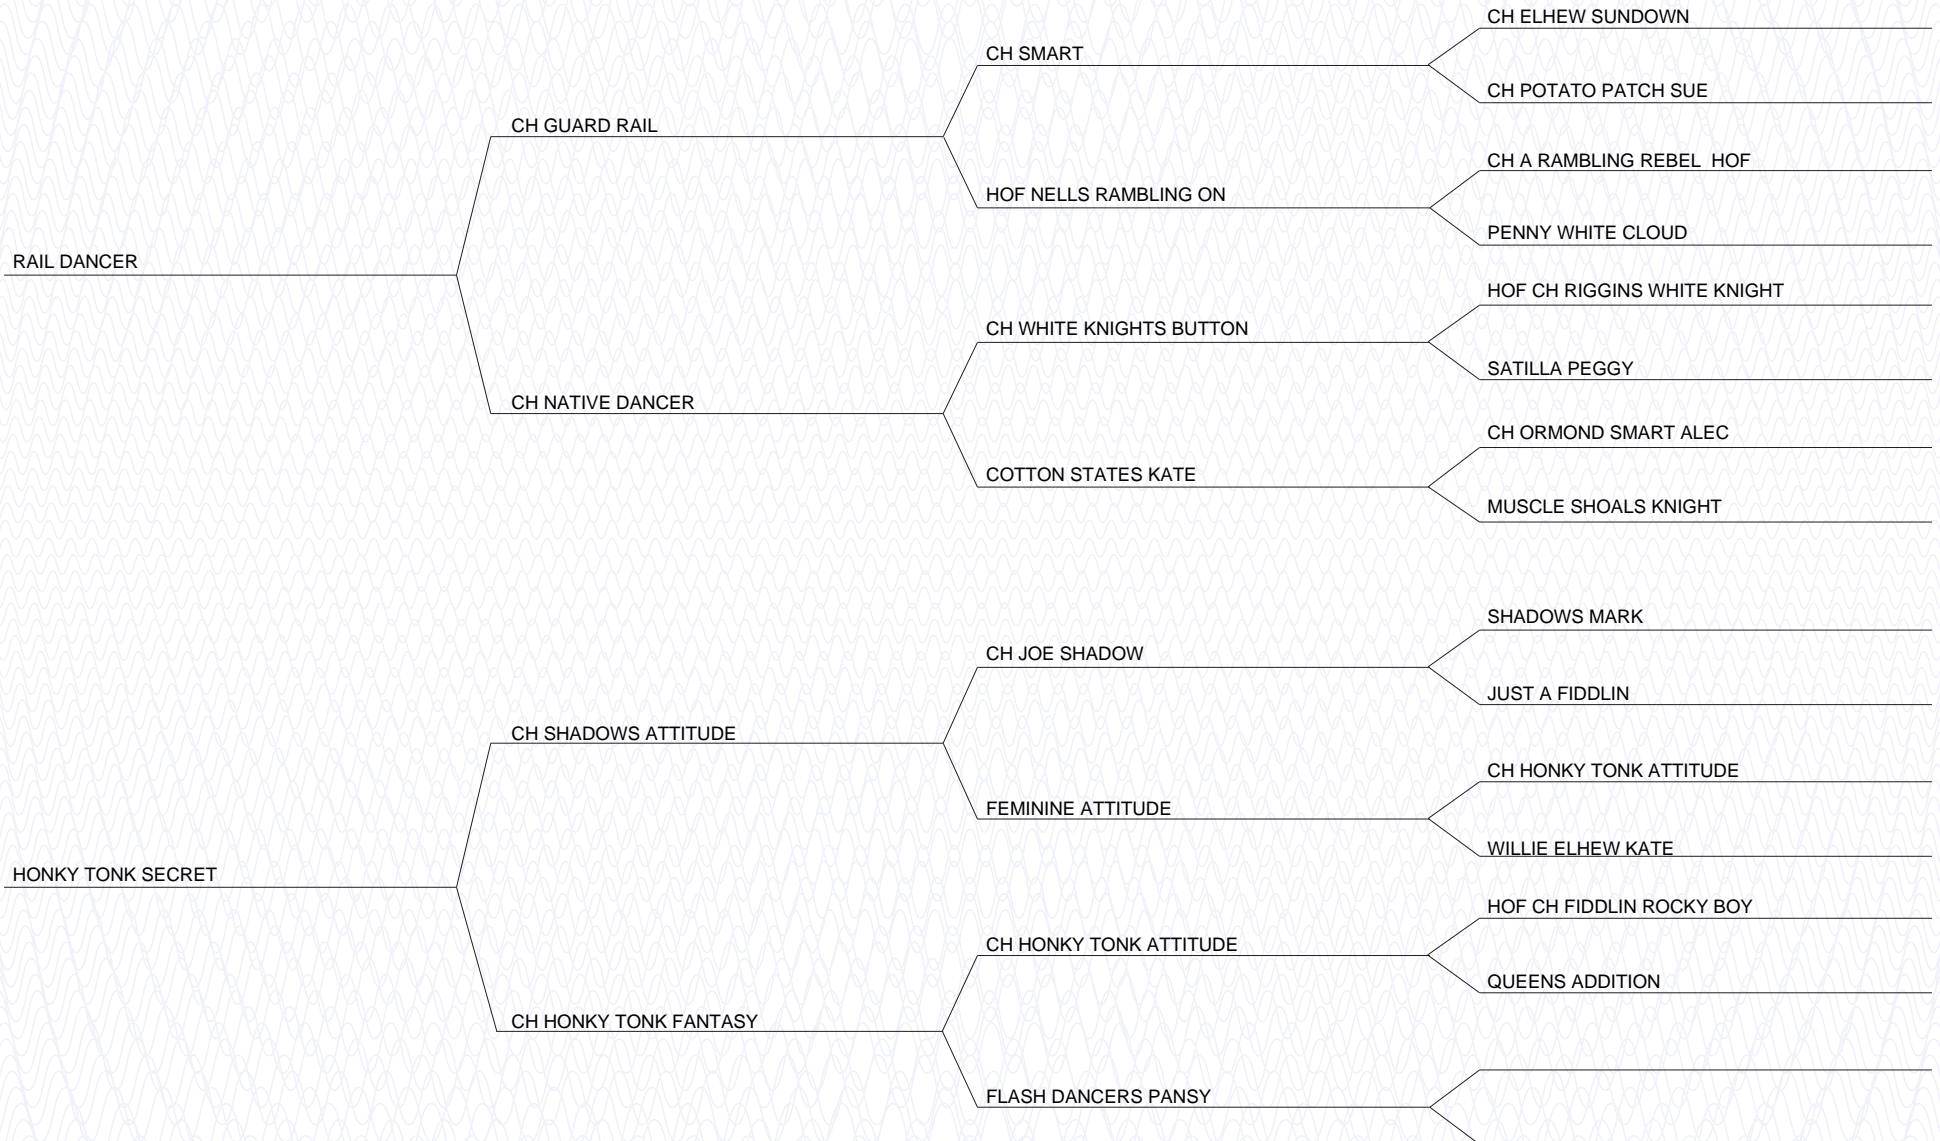 CH ELHEW SUNDOWN
CH SMART
CH POTATO PATCH SUE
CH GUARD RAIL
CH A RAMBLING REBEL  HOF
HOF NELLS RAMBLING ON
PENNY WHITE CLOUD
RAIL DANCER
HOF CH RIGGINS WHITE KNIGHT
CH WHITE KNIGHTS BUTTON
SATILLA PEGGY
CH NATIVE DANCER
CH ORMOND SMART ALEC
COTTON STATES KATE
MUSCLE SHOALS KNIGHT
SHADOWS MARK
CH JOE SHADOW
JUST A FIDDLIN
CH SHADOWS ATTITUDE
CH HONKY TONK ATTITUDE
FEMININE ATTITUDE
WILLIE ELHEW KATE
HONKY TONK SECRET
HOF CH FIDDLIN ROCKY BOY
CH HONKY TONK ATTITUDE
QUEENS ADDITION
CH HONKY TONK FANTASY
FLASH DANCERS PANSY